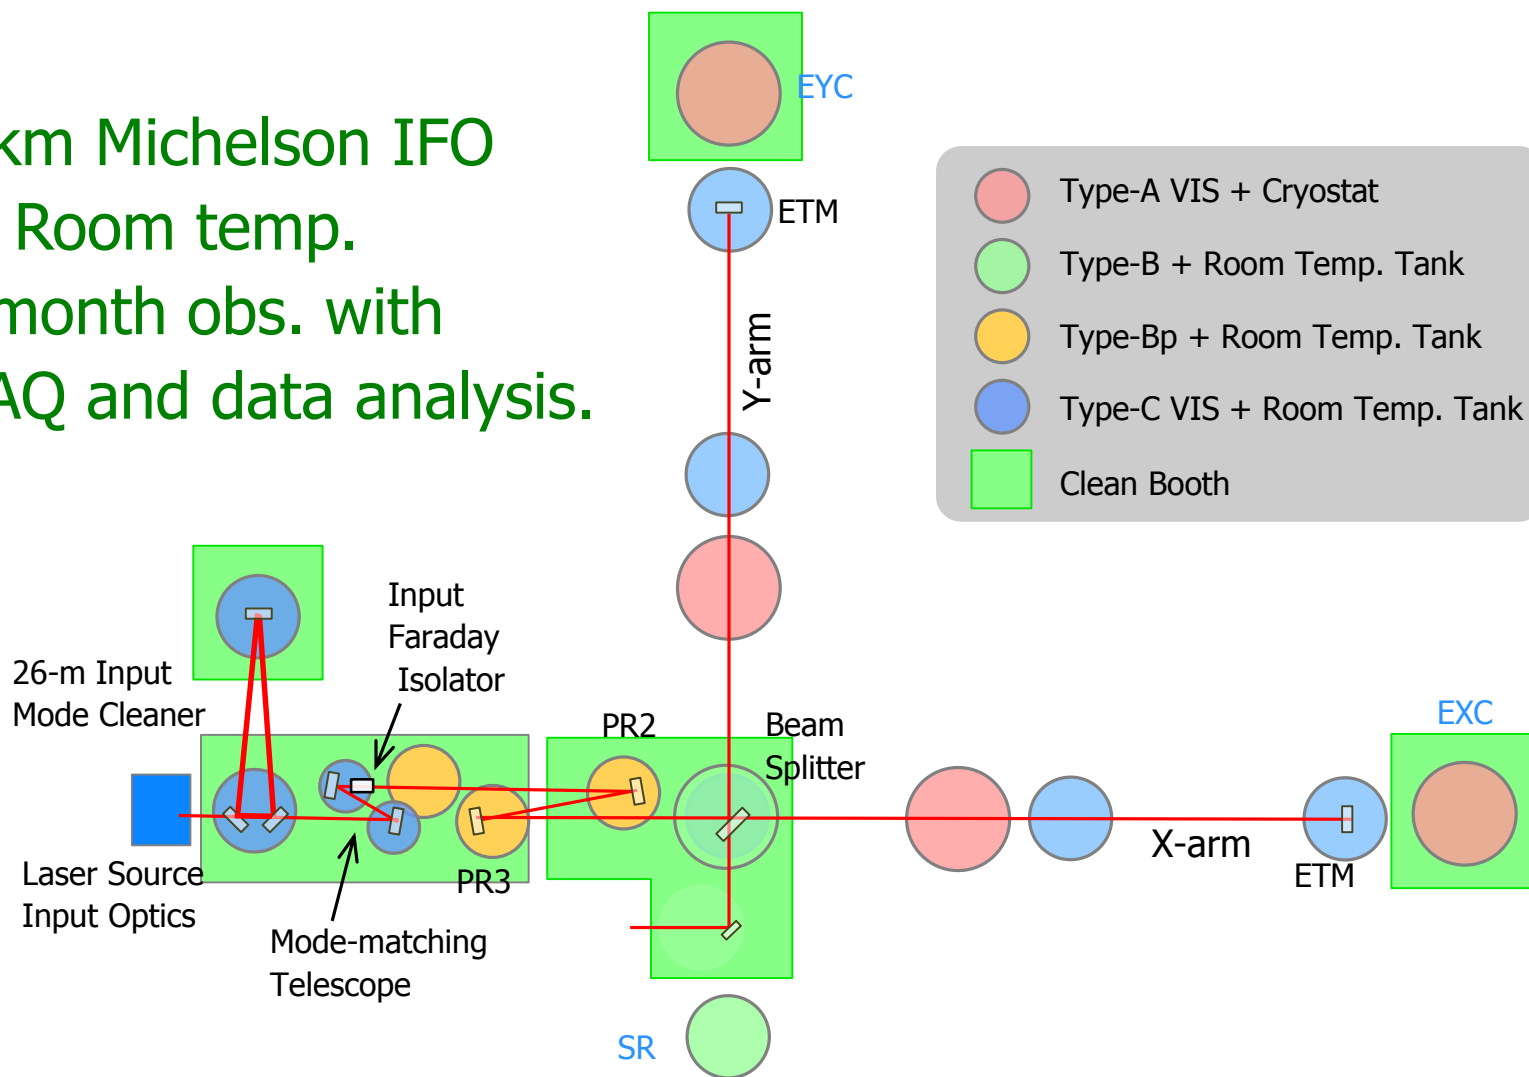 km Michelson IFO
Room temp.
month obs. with
AQ and data analysis.
EYC
ETM
Y-arm
Type-A VIS + Cryostat
Type-B + Room Temp. Tank
Type-Bp + Room Temp. Tank
Type-C VIS + Room Temp. Tank
Clean Booth
Input
Faraday
Isolator
26-m Input
Mode Cleaner
PR2
Beam
Splitter
EXC
X-arm
ETM
PR3
Laser Source
Input Optics
Mode-matching
Telescope
SR